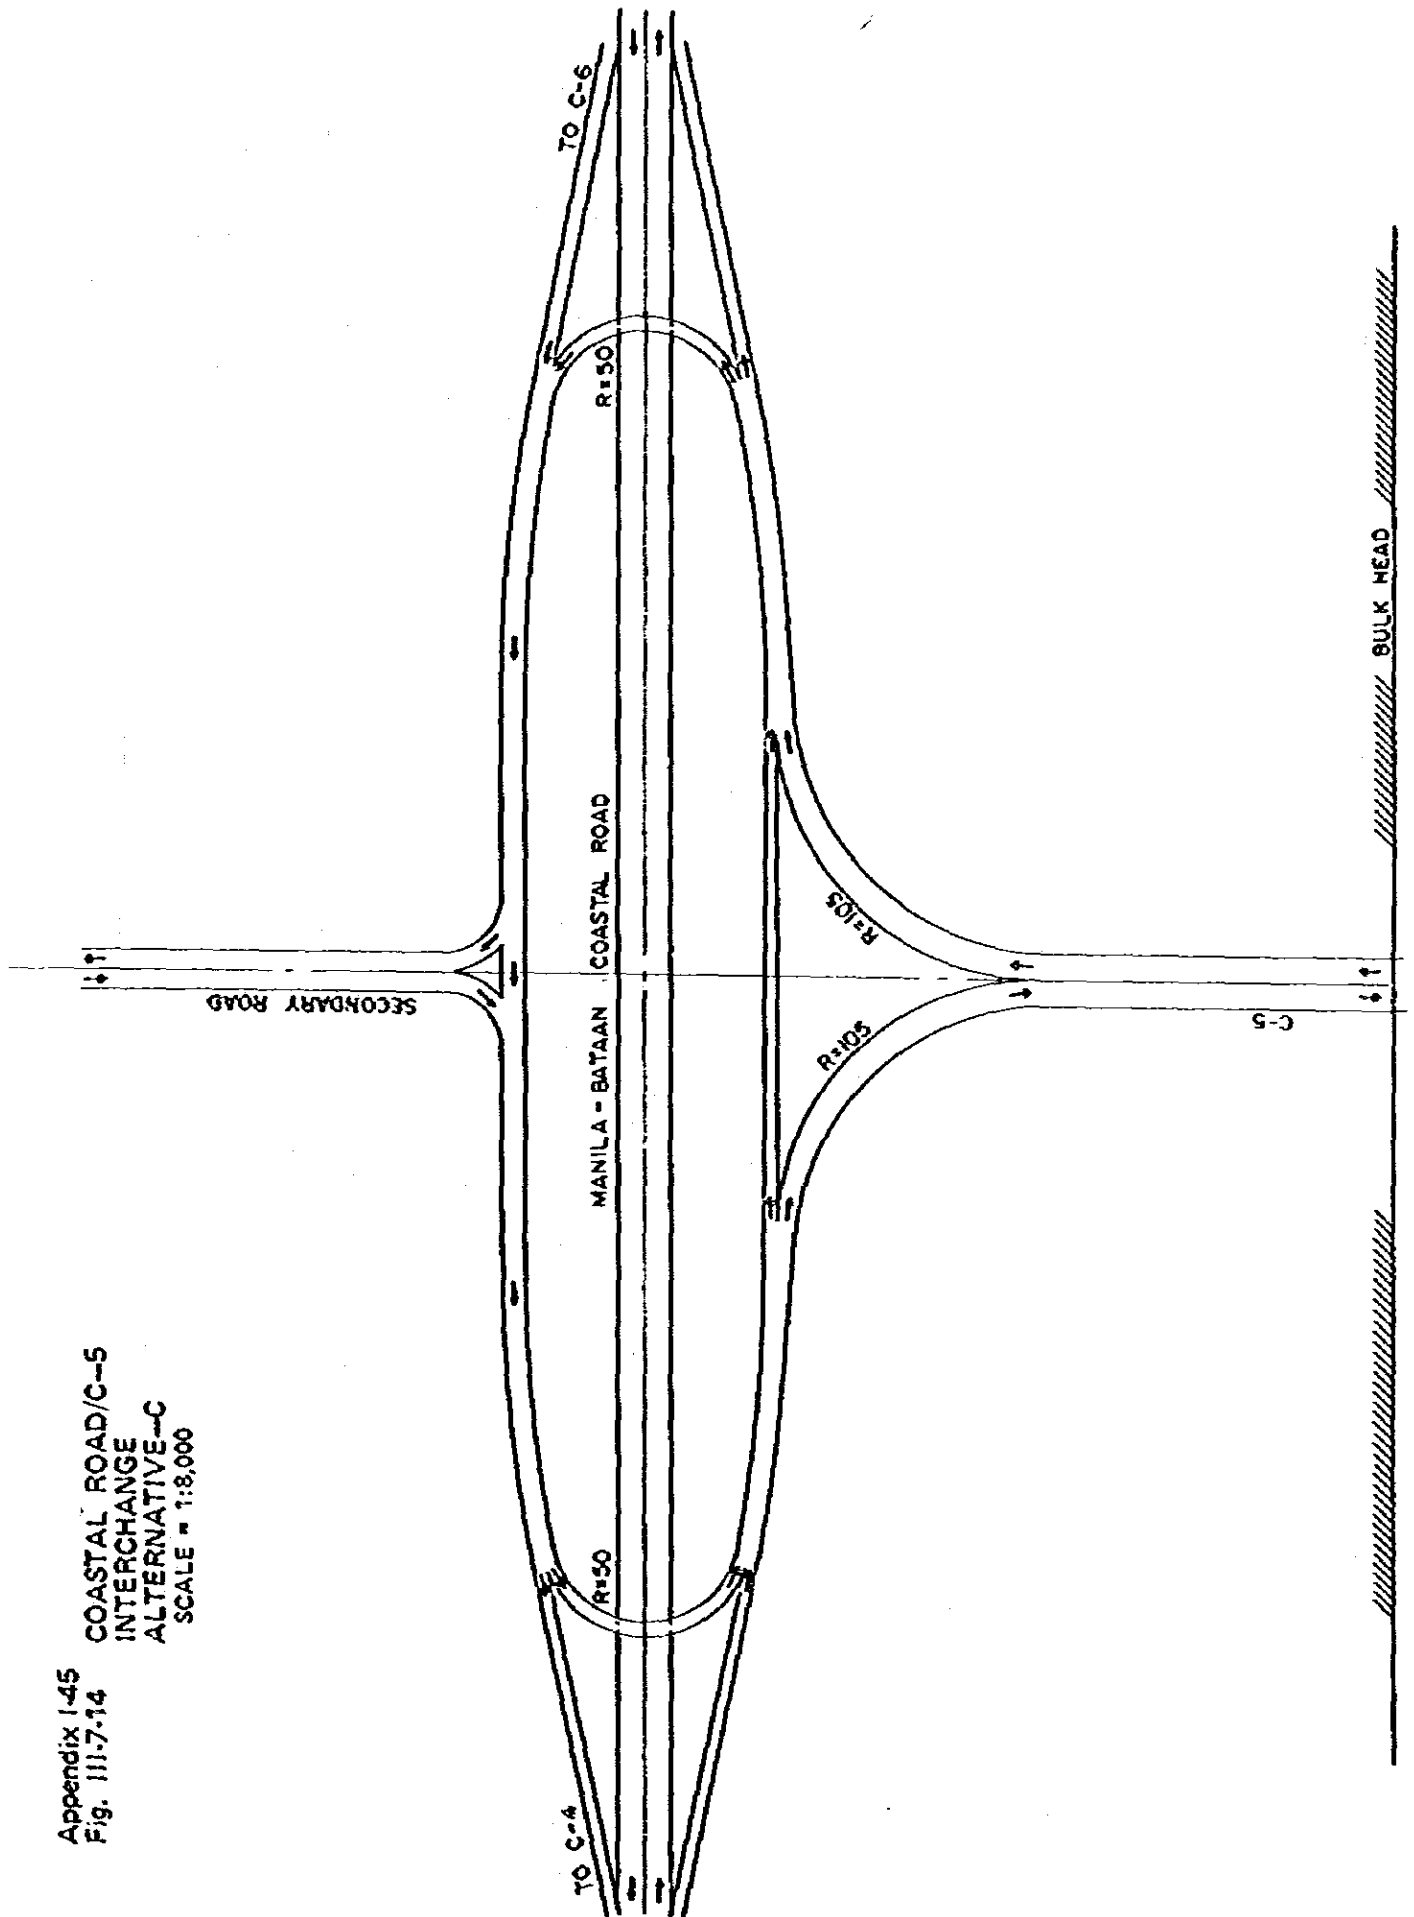 Appendix I-45
Fig. III-7-14
COASTAL ROAD/C-5
INTERCHANGE
ALTERNATIVE-C
SCALE = 1:8,000
TO C-4
TO C-6
R=50
R=50
MANILA - BATAAN COASTAL ROAD
SECONDARY ROAD
R=105
R=105
C-5
BULK HEAD